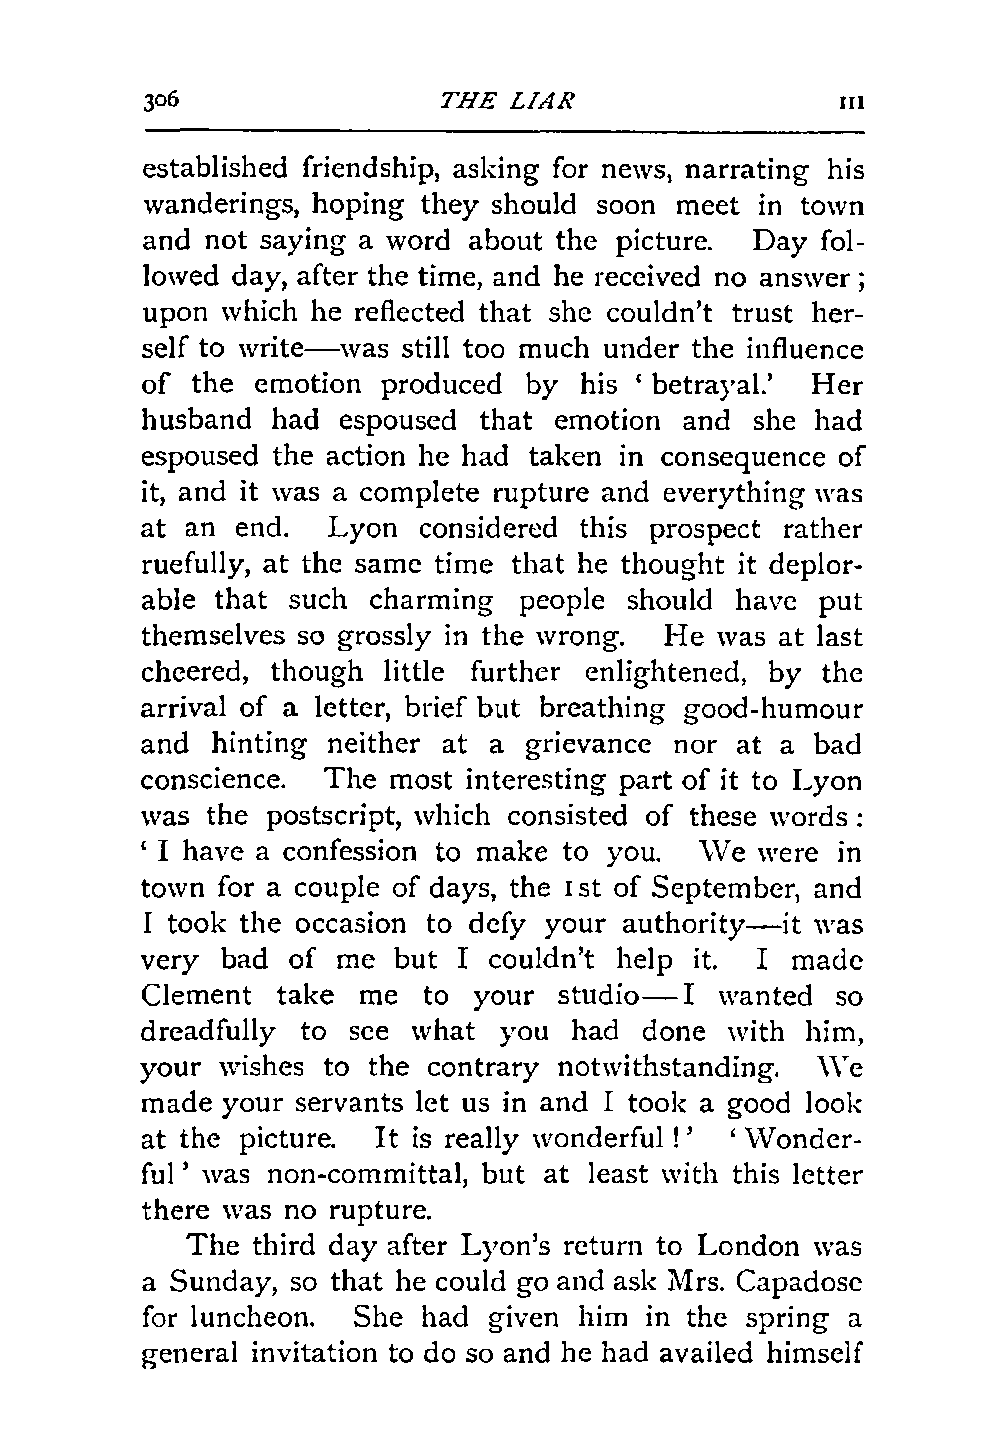 306 THE LIAR III
established friendship, asking for news, narrating his
wanderings, hoping they should soon meet in town
and not saying a word about the picture. Day fol-
lowed day, after the time, and he received no answer;
upon which he reflected that she couldn't trust her-
self to write—was still too much under the influence
of the emotion produced by his ‘betrayal.’ Her
husband had espoused that emotion and she had
espoused the action he had taken in consequence of
it, and it was a complete rupture and everything was
at an end. Lyon considered this prospect rather
ruefully, at the same time that he thought it deplor-
able that such charming people should have put
themselves so grossly in the wrong. He was at last
cheered, though little further enlightened, by the
arrival of a letter, brief but breathing good-humour
and hinting neither at a grievance nor at a bad
conscience. The most interesting part of it to Lyon
was the postscript, which consisted of these words:
‘I have a confession to make to you. We were in
town for a couple of days, the 1st of September, and
I took the occasion to defy your authority—it was
very bad of me but I couldn't help it. I made
Clement take me to your studio—I wanted so
dreadfully to see what you had done with him,
your wishes to the contrary notwithstanding. We
made your servants let us in and I took a good look
at the picture. It is really wonderful!’ ‘Wonder-
ful’ was non-committal, but at least with this letter
there was no rupture.
The third day after Lyon's return to London was
a Sunday, so that he could go and ask Mrs. Capadose
for luncheon. She had given him in the spring a
general invitation to do so and he had availed himself